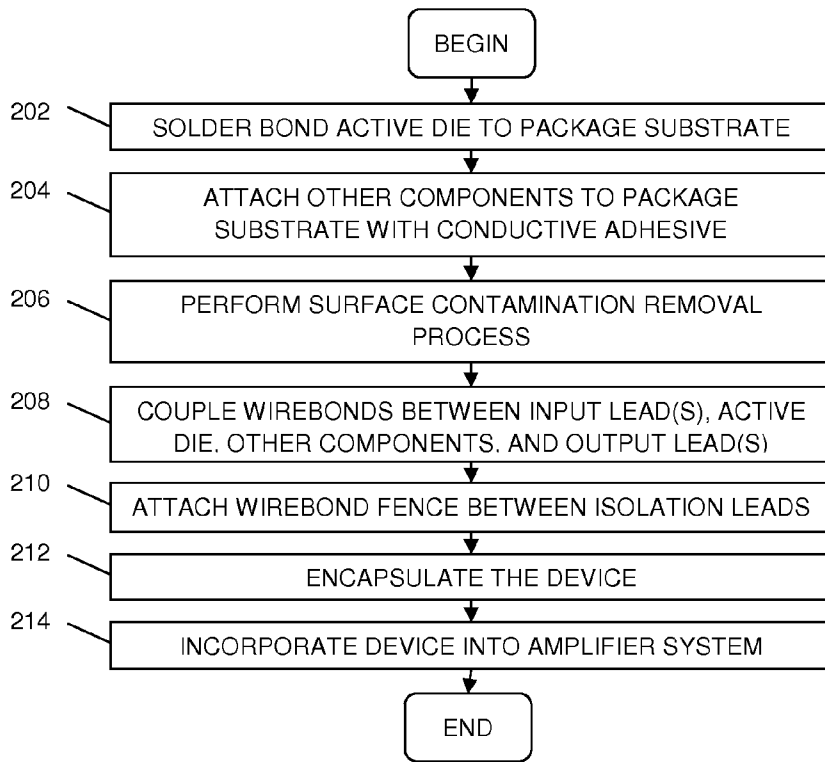 BEGIN
202
SOLDER BOND ACTIVE DIE TO PACKAGE SUBSTRATE
204
ATTACH OTHER COMPONENTS TO PACKAGE
SUBSTRATE WITH CONDUCTIVE ADHESIVE
206
PERFORM SURFACE CONTAMINATION REMOVAL
PROCESS
208
COUPLE WIREBONDS BETWEEN INPUT LEAD(S), ACTIVE
DIE, OTHER COMPONENTS, AND OUTPUT LEAD(S)
210
ATTACH WIREBOND FENCE BETWEEN ISOLATION LEADS
212
ENCAPSULATE THE DEVICE
214
INCORPORATE DEVICE INTO AMPLIFIER SYSTEM
END